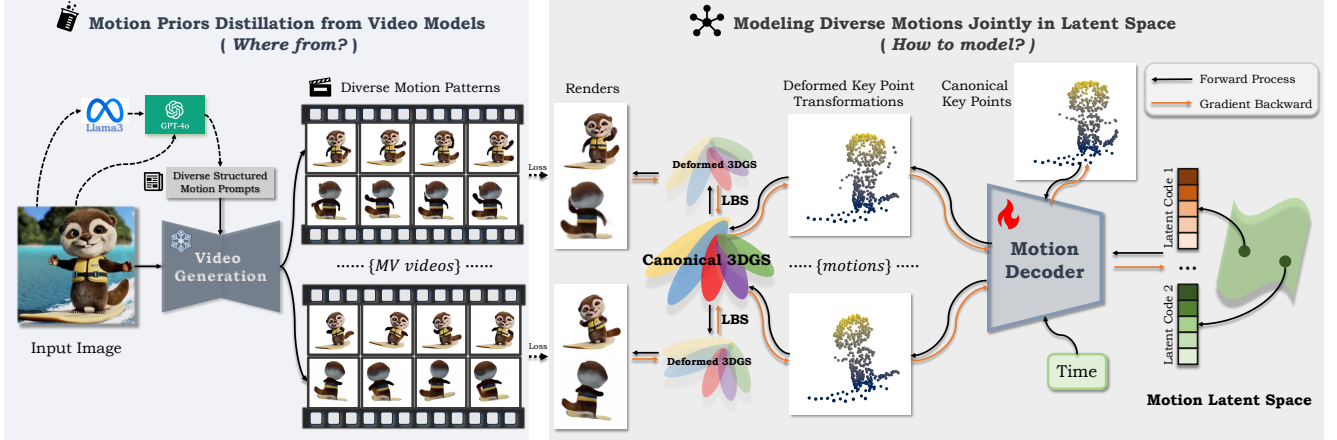 Motion Priors Distillation from Video Models
( Where from? )
Llama3
GPT-4o
Diverse Structured
Motion Prompts
Video
Generation
Input Image
Diverse Motion Patterns
······ {MV videos} ······
Loss
Loss
Modeling Diverse Motions Jointly in Latent Space
( How to model? )
Renders
Deformed 3DGS
LBS
Canonical 3DGS
LBS
Deformed 3DGS
Deformed Key Point
Transformations
···· {motions} ····
Canonical
Key Points
Forward Process
Gradient Backward
Motion
Decoder
Time
Latent Code 1
...
Latent Code 2
Motion Latent Space